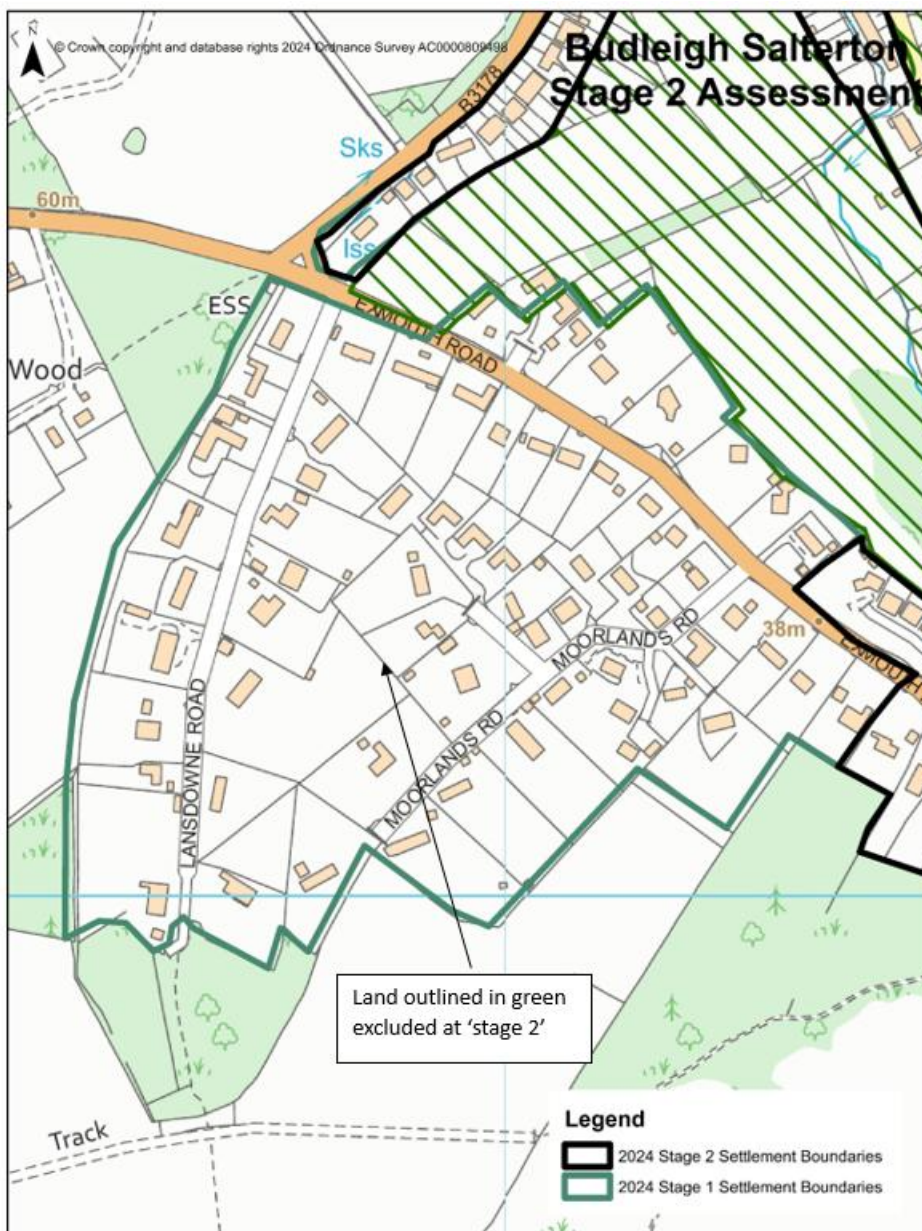 N
© Crown copyright and database rights 2024 Ordnance Survey AC0000809498
Budleigh Salterton
Stage 2 Assessment
B3178
Sks
60m
Iss
ESS
EXMOUTH ROAD
Wood
MOORLANDS RD
38m
EXMOUTH
LANSDOWNE ROAD
MOORLANDS RD
Land outlined in green
excluded at ‘stage 2’
Track
Legend
2024 Stage 2 Settlement Boundaries
2024 Stage 1 Settlement Boundaries